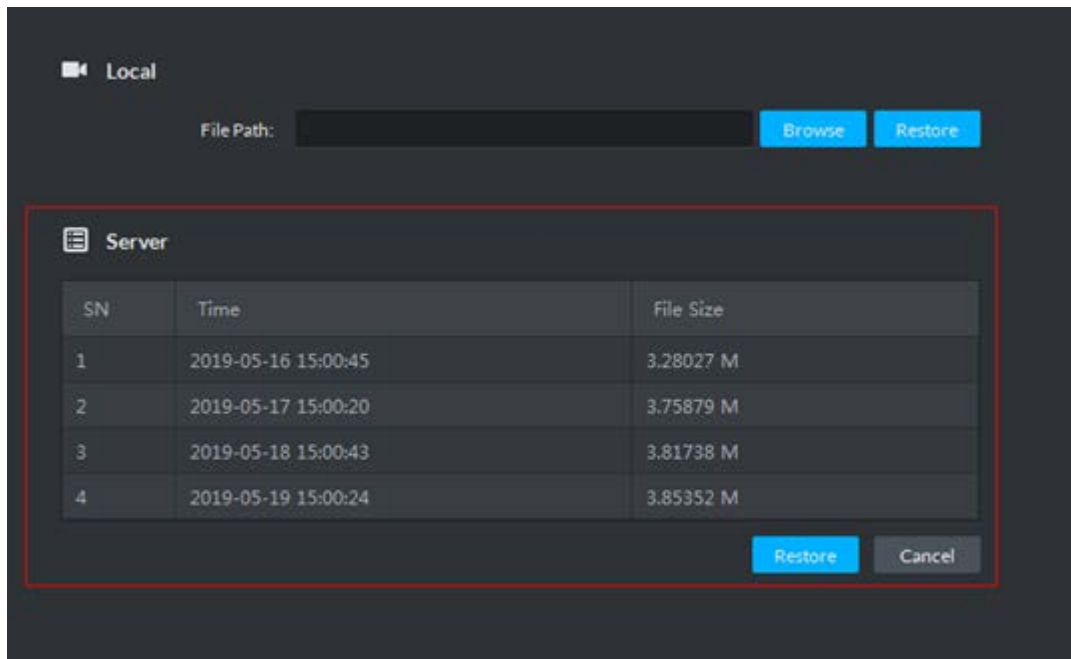 Local
File Path: Browse Restore
Server
SN Time File Size
1 2019-05-16 15:00:45 3.28027 M
2 2019-05-17 15:00:20 3.75879 M
3 2019-05-18 15:00:43 3.81738 M
4 2019-05-19 15:00:24 3.85352 M
Restore Cancel